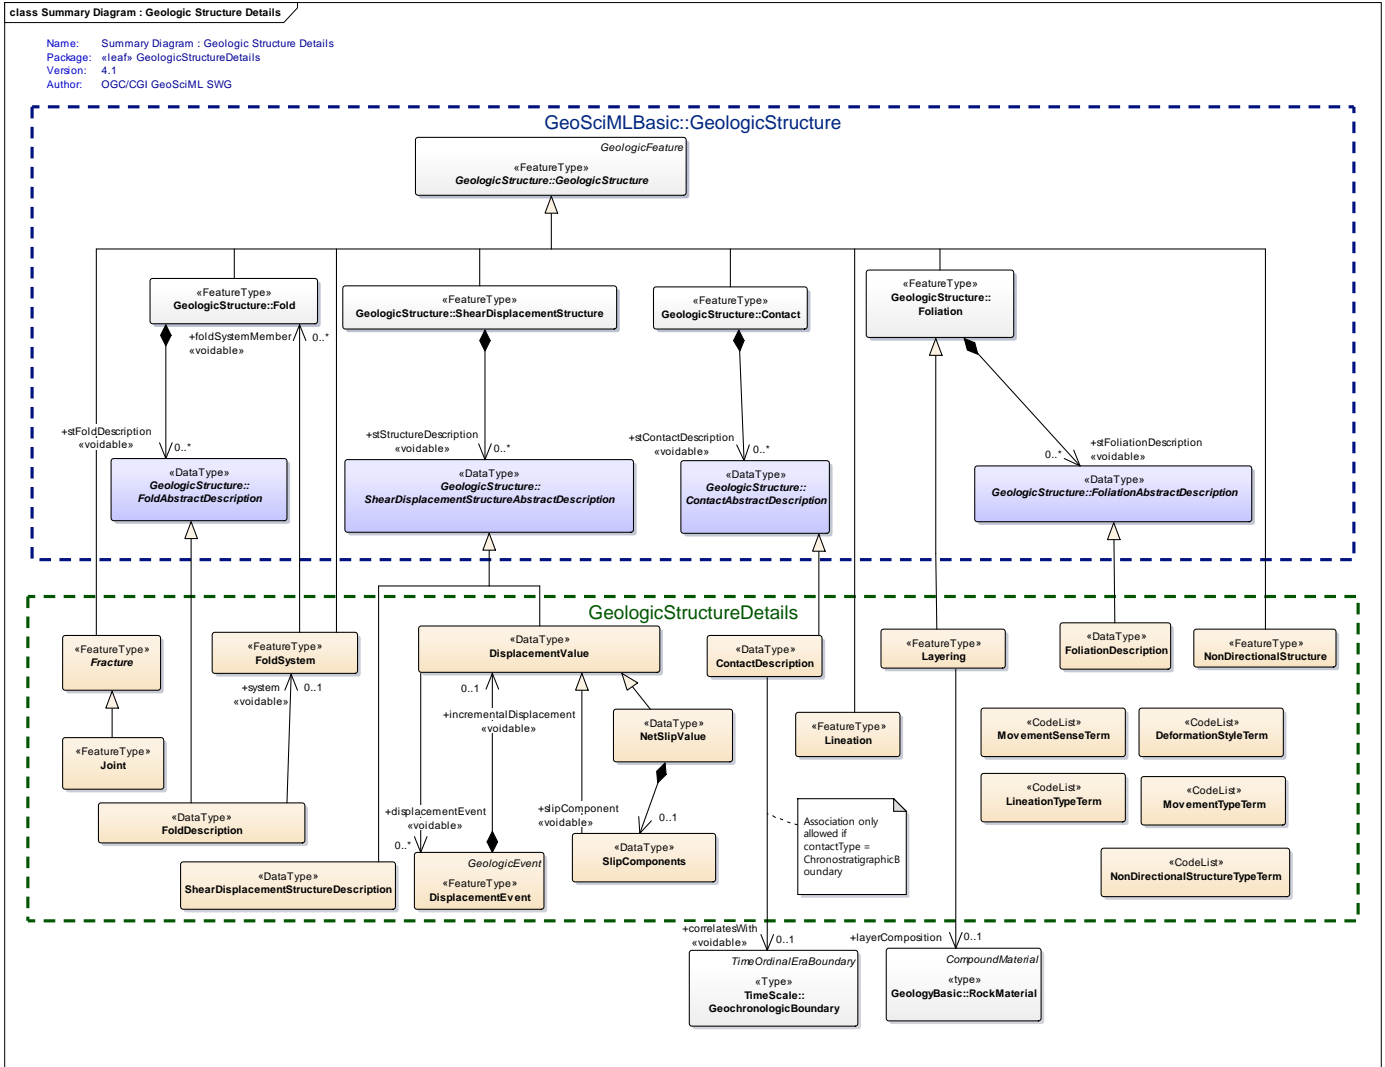 class Summary Diagram : Geologic Structure Details
Name: Summary Diagram : Geologic Structure Details
Package: «leaf» GeologicStructureDetails
Version: 4.1
Author: OGC/CGI GeoSciML SWG
GeoSciMLBasic::GeologicStructure
GeologicFeature
«FeatureType»
GeologicStructure::GeologicStructure
«FeatureType»
GeologicStructure::Fold
«FeatureType»
GeologicStructure::ShearDisplacementStructure
«FeatureType»
GeologicStructure::Contact
«FeatureType»
GeologicStructure::
Foliation
+foldSystemMember
«voidable»
0..*
+stFoldDescription
«voidable»
0..*
+stStructureDescription
«voidable»
0..*
+stContactDescription
«voidable»
0..*
+stFoliationDescription
«voidable»
0..*
«DataType»
GeologicStructure::
FoldAbstractDescription
«DataType»
GeologicStructure::
ShearDisplacementStructureAbstractDescription
«DataType»
GeologicStructure::
ContactAbstractDescription
«DataType»
GeologicStructure::FoliationAbstractDescription
GeologicStructureDetails
«FeatureType»
Fracture
«FeatureType»
FoldSystem
«DataType»
DisplacementValue
«DataType»
ContactDescription
«FeatureType»
Layering
«DataType»
FoliationDescription
«FeatureType»
NonDirectionalStructure
+system
«voidable»
0..1
0..1
+incrementalDisplacement
«voidable»
«DataType»
NetSlipValue
«FeatureType»
Lineation
«CodeList»
MovementSenseTerm
«CodeList»
DeformationStyleTerm
«FeatureType»
Joint
«CodeList»
LineationTypeTerm
«CodeList»
MovementTypeTerm
«DataType»
FoldDescription
+displacementEvent
«voidable»
0..*
+slipComponent
«voidable»
0..1
Association only
allowed if
contactType =
ChronostratigraphicB
oundary
«DataType»
SlipComponents
«DataType»
ShearDisplacementStructureDescription
GeologicEvent
«FeatureType»
DisplacementEvent
«CodeList»
NonDirectionalStructureTypeTerm
+correlatesWith
«voidable»
0..1
+layerComposition
0..1
TimeOrdinalEraBoundary
«Type»
TimeScale::
GeochronologicBoundary
CompoundMaterial
«type»
GeologyBasic::RockMaterial